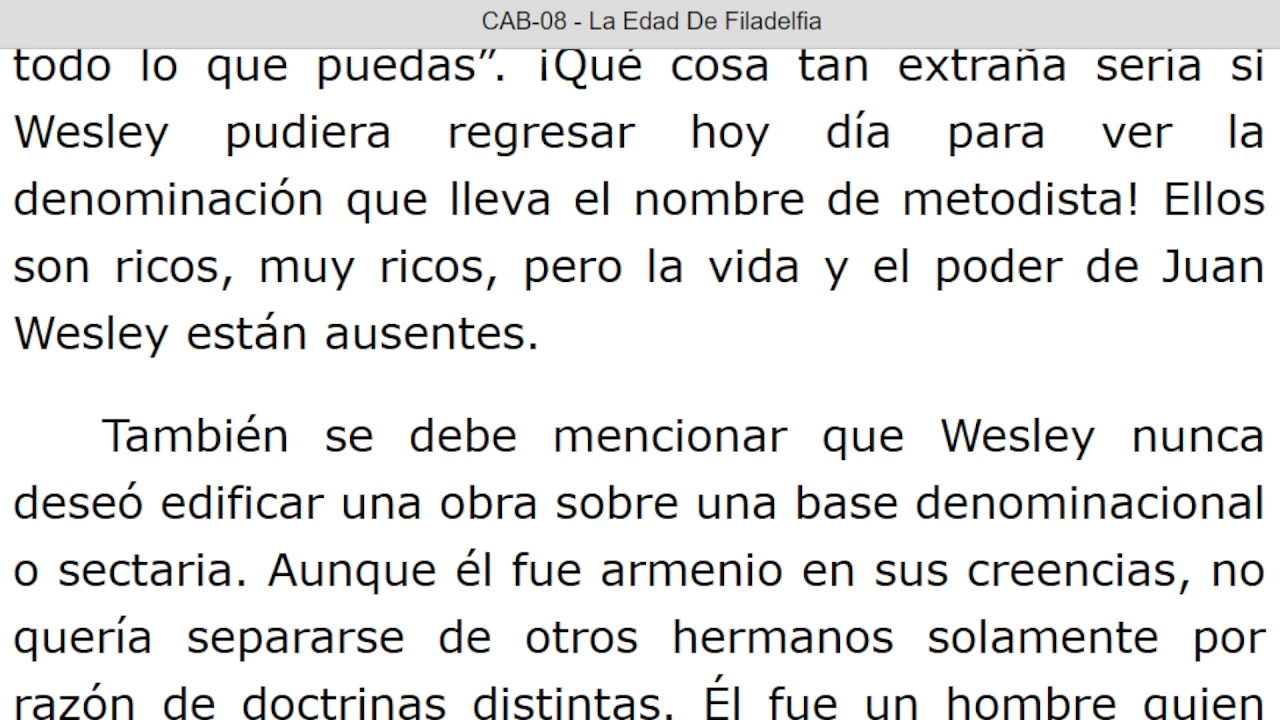 CAB-08 - La Edad De Filadelfia
todo lo que puedas”. ¡Qué cosa tan extraña sería si
Wesley pudiera regresar hoy día para ver la
denominación que lleva el nombre de metodista! Ellos
son ricos, muy ricos, pero la vida y el poder de Juan
Wesley están ausentes.
También se debe mencionar que Wesley nunca
deseó edificar una obra sobre una base denominacional
o sectaria. Aunque él fue armenio en sus creencias, no
quería separarse de otros hermanos solamente por
razón de doctrinas distintas. Él fue un hombre quien